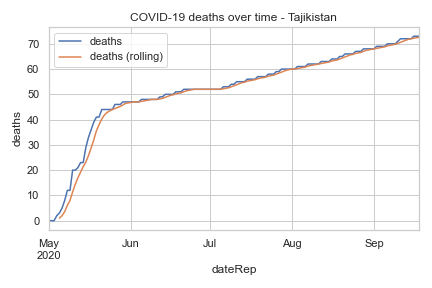 COVID-19 deaths over time - Tajikistan
deaths
deaths (rolling)
70
60
50
40
30
20
10
0
deaths
May
2020
Jun
Jul
Aug
Sep
dateRep